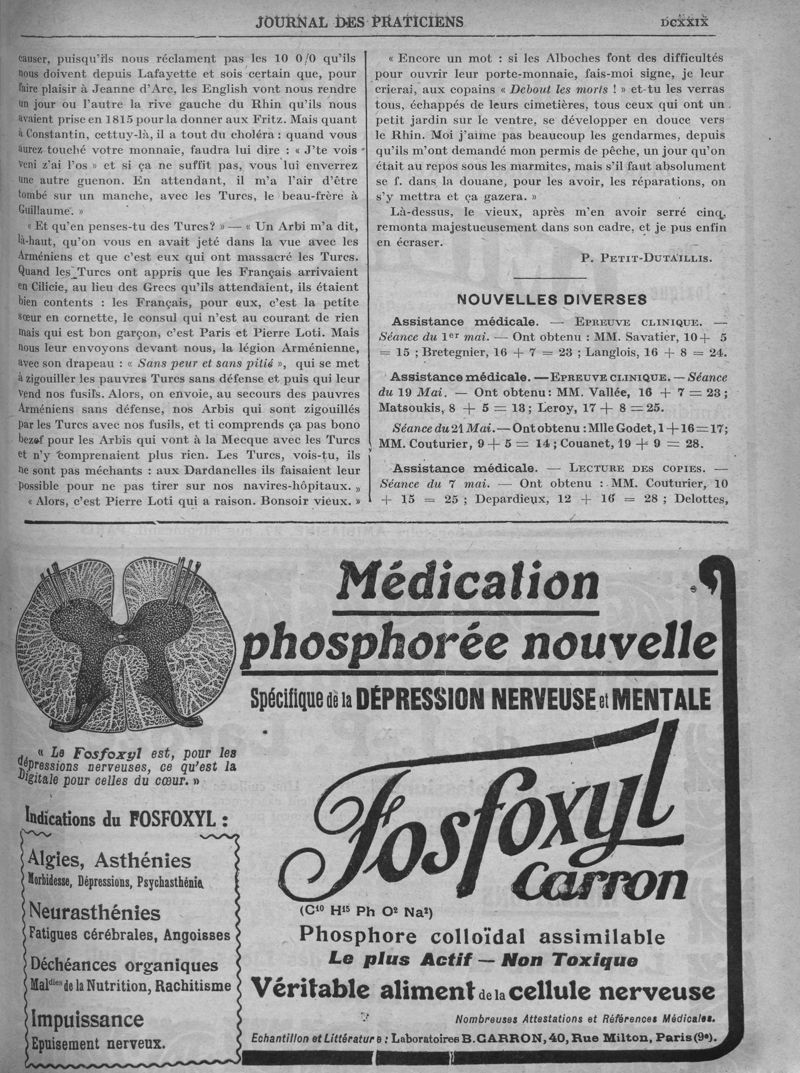 JOURNAL DES PRATICIENS
DCXXIX
causer, puisqu'ils nous réclament pas les 10 0/0 qu'ils
nous doivent depuis Lafayette et sois certain que, pour
faire plaisir à Jeanne d'Arc, les English vont nous rendre
un jour ou l'autre la rive gauche du Rhin qu'ils nous
avaient prise en 1815 pour la donner aux Fritz. Mais quant
à Constantin, cettuy-là, il a tout du choléra : quand vous
aurez touché votre monnaie, faudra lui dire : « J'te vois
veni z'ai l'os » et si ça ne suffit pas, vous lui enverrez
une autre guenon. En attendant, il m'a l'air d'être
tombé sur un manche, avec les Turcs, le beau-frère à
Guillaume. »
« Et qu'en penses-tu des Turcs? » — « Un Arbi m'a dit,
là-haut, qu'on vous en avait jeté dans la vue avec les
Arméniens et que c'est eux qui ont massacré les Turcs.
Quand les Turcs ont appris que les Français arrivaient
en Cilicie, au lieu des Grecs qu'ils attendaient, ils étaient
bien contents : les Français, pour eux, c'est la petite
sœur en cornette, le consul qui n'est au courant de rien
mais qui est bon garçon, c'est Paris et Pierre Loti. Mais
nous leur envoyons devant nous, la légion Arménienne,
avec son drapeau : « Sans peur et sans pitié », qui se met
à zigouiller les pauvres Turcs sans défense et puis qui leur
vend nos fusils. Alors, on envoie, au secours des pauvres
Arméniens sans défense, nos Arbis qui sont zigouillés
par les Turcs avec nos fusils, et ti comprends ça pas bono
bezef pour les Arbis qui vont à la Mecque avec les Turcs
et n'y comprenaient plus rien. Les Turcs, vois-tu, ils
ne sont pas méchants : aux Dardanelles ils faisaient leur
possible pour ne pas tirer sur nos navires-hôpitaux. »
« Alors, c'est Pierre Loti qui a raison. Bonsoir vieux. »
« Encore un mot : si les Alboches font des difficultés
pour ouvrir leur porte-monnaie, fais-moi signe, je leur
crierai, aux copains « Debout les morts ! » et tu les verras
tous, échappés de leurs cimetières, tous ceux qui ont un
petit jardin sur le ventre, se développer en douce vers
le Rhin. Moi j'aime pas beaucoup les gendarmes, depuis
qu'ils m'ont demandé mon permis de pêche, un jour qu'on
était au repos sous les marmites, mais s'il faut absolument
se f. dans la douane, pour les avoir, les réparations, on
s'y mettra et ça gazera. »
Là-dessus, le vieux, après m'en avoir serré cinq,
remonta majestueusement dans son cadre, et je pus enfin
en écraser.
P. PETIT-DUTAILLIS.
NOUVELLES DIVERSES
Assistance médicale. — EPREUVE CLINIQUE. —
Séance du 1er mai. — Ont obtenu : MM. Savatier, 10 + 5
= 15 ; Bretegnier, 16 + 7 = 23 ; Langlois, 16 + 8 = 24.
Assistance médicale. — EPREUVE CLINIQUE. — Séance
du 19 Mai. — Ont obtenu : MM. Vallée, 16 + 7 = 23 ;
Matsoukis, 8 + 5 = 13 ; Leroy, 17 + 8 = 25.
Séance du 21 Mai. — Ont obtenu : Mlle Godet, 1 + 16 = 17;
MM. Couturier, 9 + 5 = 14 ; Couanet, 19 + 9 = 28.
Assistance médicale. — LECTURE DES COPIES. —
Séance du 7 mai. — Ont obtenu : MM. Couturier, 10
+ 15 = 25 ; Depardieux, 12 + 16 = 28 ; Delottes,
Médication
phosphorée nouvelle
Spécifique de la DÉPRESSION NERVEUSE et MENTALE
« Le Fosfoxyl est, pour les
dépressions nerveuses, ce qu'est la
Digitale pour celles du cœur. »
Indications du FOSFOXYL :
Algies, Asthénies
Morbidesse, Dépressions, Psychasthénie
Neurasthénies
Fatigues cérébrales, Angoisses
Déchéances organiques
Maldies de la Nutrition, Rachitisme
Impuissance
Epuisement nerveux.
Fosfoxyl
Carron
(C10 H15 Ph O2 Na2)
Phosphore colloïdal assimilable
Le plus Actif — Non Toxique
Véritable aliment de la cellule nerveuse
Nombreuses Attestations et Références Médicales.
Echantillon et Littérature : Laboratoires B. CARRON, 40, Rue Milton, Paris (9e).